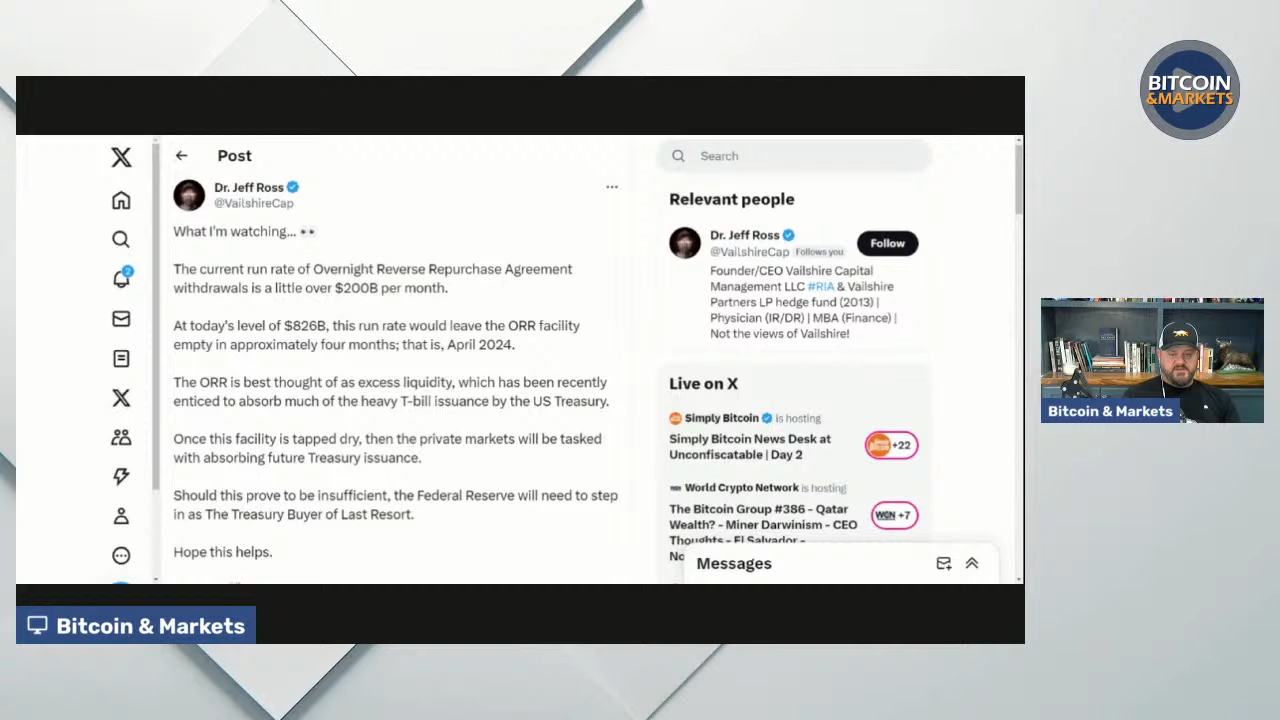 BITCOIN
&MARKETS
Post
Search
Dr. Jeff Ross
@VailshireCap
What I'm watching...
The current run rate of Overnight Reverse Repurchase Agreement
withdrawals is a little over $200B per month.
At today's level of $826B, this run rate would leave the ORR facility
empty in approximately four months; that is, April 2024.
The ORR is best thought of as excess liquidity, which has been recently
enticed to absorb much of the heavy T-bill issuance by the US Treasury.
Once this facility is tapped dry, then the private markets will be tasked
with absorbing future Treasury issuance.
Should this prove to be insufficient, the Federal Reserve will need to step
in as The Treasury Buyer of Last Resort.
Hope this helps.
2
Relevant people
Dr. Jeff Ross
@VailshireCap Follows you
Follow
Founder/CEO Vailshire Capital
Management LLC #RIA & Vailshire
Partners LP hedge fund (2013) |
Physician (IR/DR) | MBA (Finance) |
Not the views of Vailshire!
Live on X
Simply Bitcoin is hosting
Simply Bitcoin News Desk at
Unconfiscatable | Day 2
+22
World Crypto Network is hosting
The Bitcoin Group #386 - Qatar
Wealth? - Miner Darwinism - CEO
Thoughts - El Salvador -
No
WCN +7
Messages
Bitcoin & Markets
Bitcoin & Markets